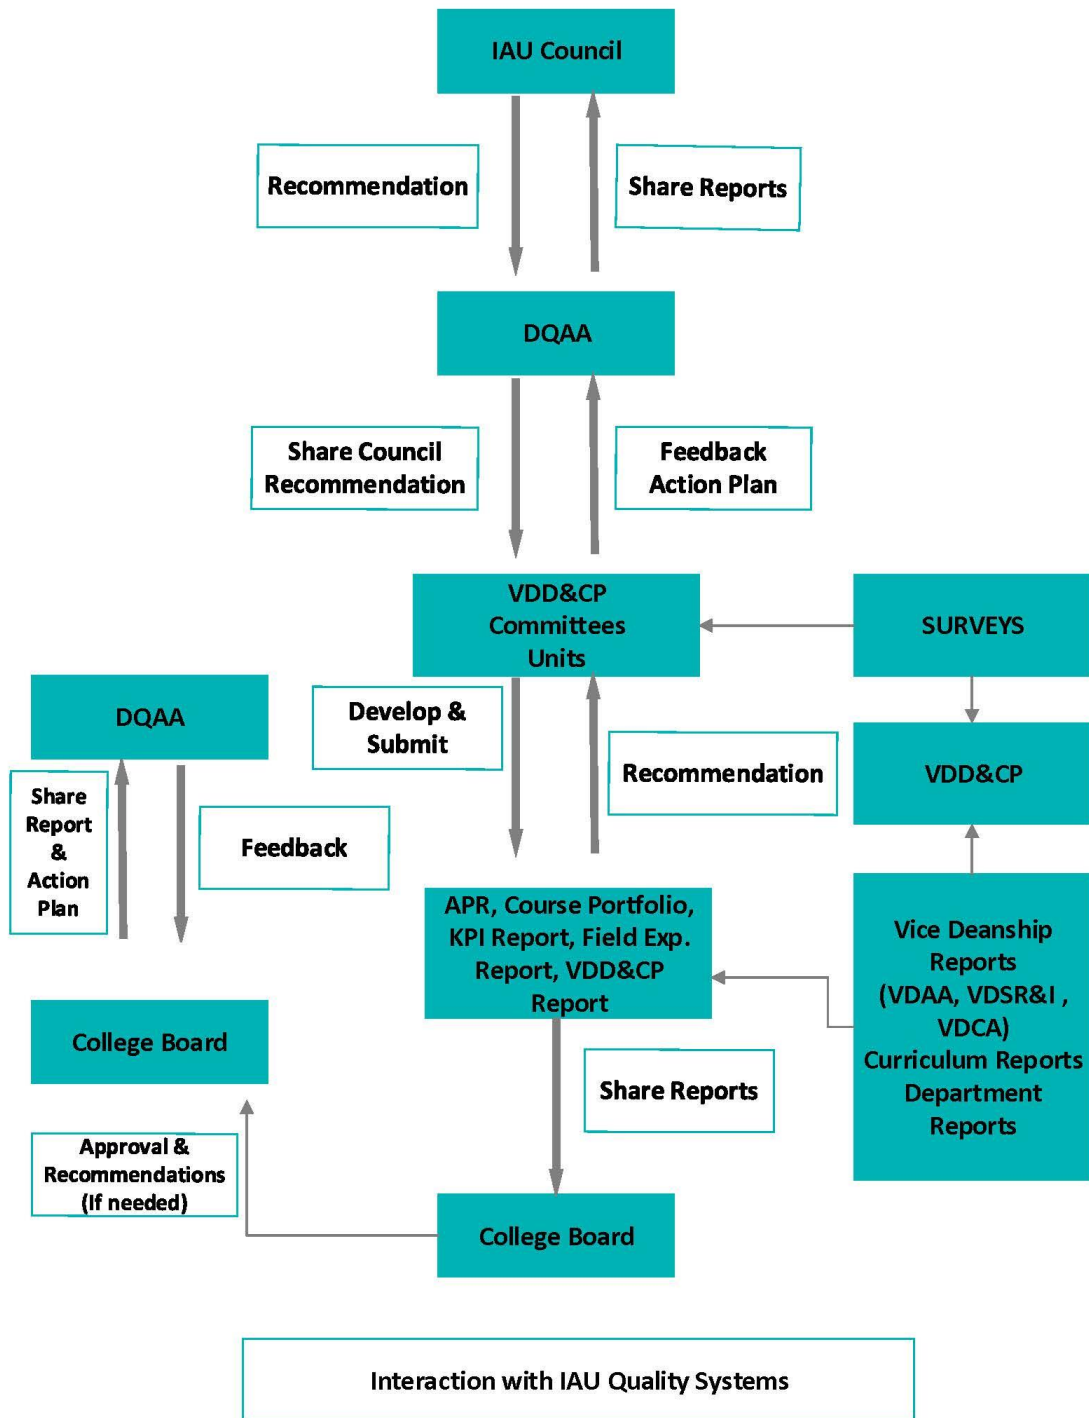 IAU Council
Recommendation
Share Reports
DQAA
Share Council
Recommendation
Feedback
Action Plan
VDD&CP
Committees
Units
SURVEYS
DQAA
Develop &
Submit
Recommendation
VDD&CP
Share
Report
&
Action
Plan
Feedback
APR, Course Portfolio,
KPI Report, Field Exp.
Report, VDD&CP
Report
Vice Deanship
Reports
(VDAA, VDSR&I ,
VDCA)
Curriculum Reports
Department
Reports
College Board
Share Reports
Approval &
Recommendations
(If needed)
College Board
Interaction with IAU Quality Systems